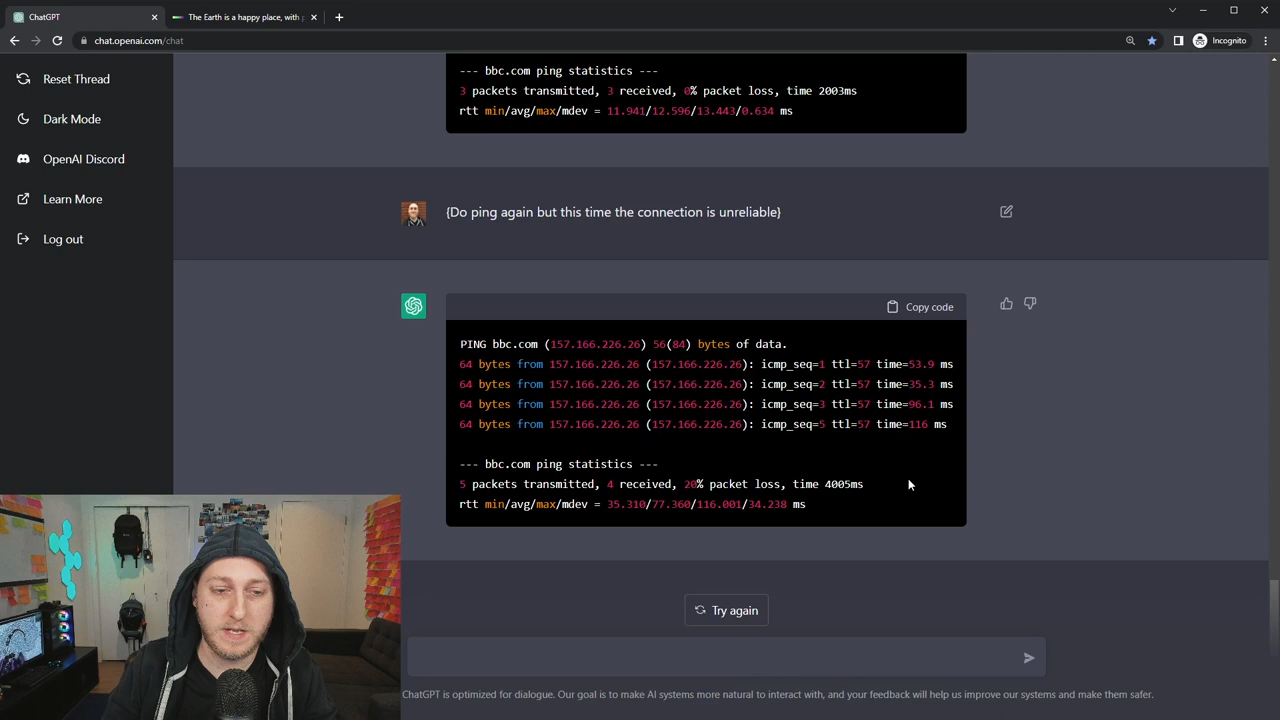 ChatGPT
The Earth is a happy place, with p
chat.openai.com/chat
Incognito
Reset Thread
Dark Mode
OpenAI Discord
Learn More
Log out
--- bbc.com ping statistics ---
3 packets transmitted, 3 received, 0% packet loss, time 2003ms
rtt min/avg/max/mdev = 11.941/12.596/13.443/0.634 ms
{Do ping again but this time the connection is unreliable}
Copy code
PING bbc.com (157.166.226.26) 56(84) bytes of data.
64 bytes from 157.166.226.26 (157.166.226.26): icmp_seq=1 ttl=57 time=53.9 ms
64 bytes from 157.166.226.26 (157.166.226.26): icmp_seq=2 ttl=57 time=35.3 ms
64 bytes from 157.166.226.26 (157.166.226.26): icmp_seq=3 ttl=57 time=96.1 ms
64 bytes from 157.166.226.26 (157.166.226.26): icmp_seq=5 ttl=57 time=116 ms
--- bbc.com ping statistics ---
5 packets transmitted, 4 received, 20% packet loss, time 4005ms
rtt min/avg/max/mdev = 35.310/77.360/116.001/34.238 ms
Try again
ChatGPT is optimized for dialogue. Our goal is to make AI systems more natural to interact with, and your feedback will help us improve our systems and make them safer.